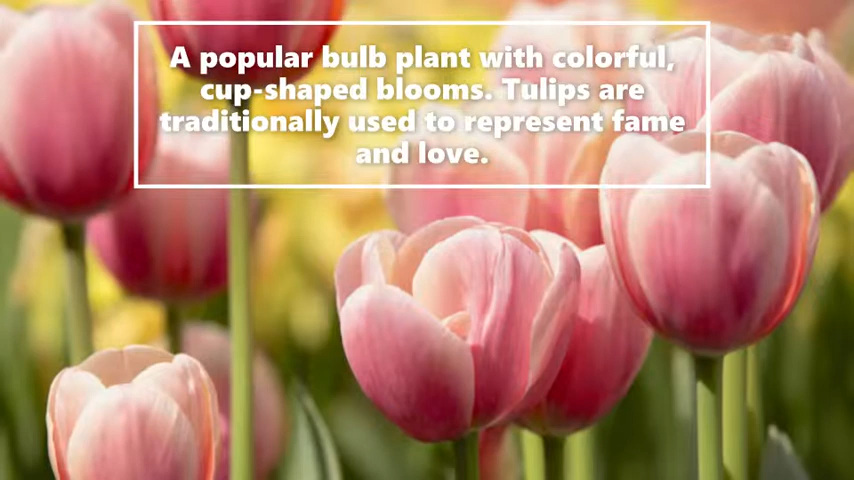 A popular bulb plant with colorful,
cup-shaped blooms. Tulips are
traditionally used to represent fame
and love.